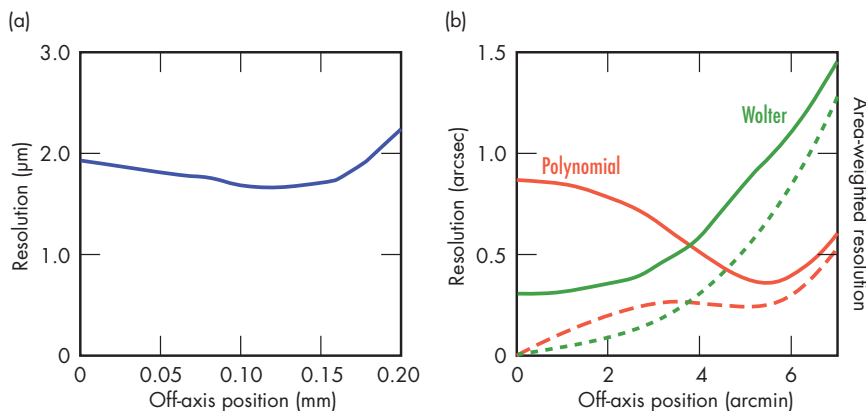 (a)
3.0
2.0
1.0
0
Resolution (µm)
0
0.05
0.10
0.15
0.20
Off-axis position (mm)
(b)
1.5
1.0
0.5
0
Resolution (arcsec)
Polynomial
Wolter
0
2
4
6
Off-axis position (arcmin)
Area-weighted resolution